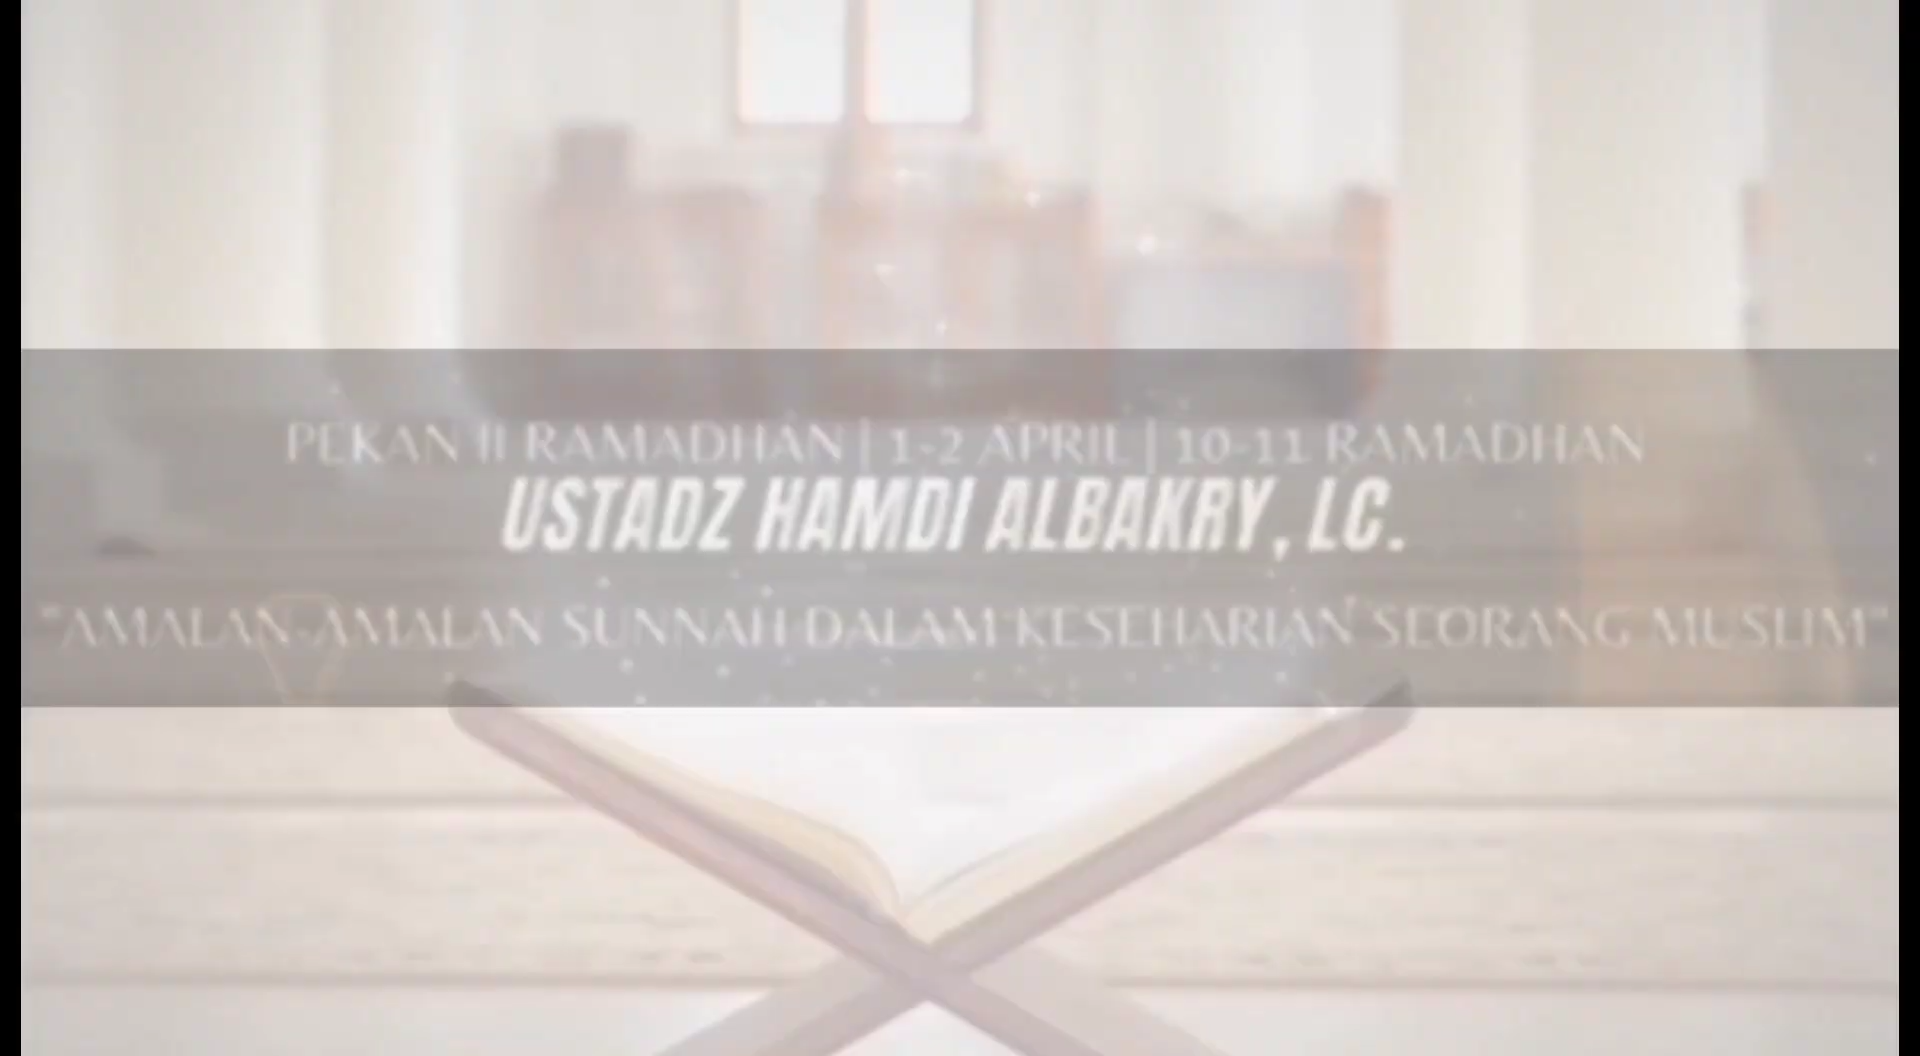 PEKAN II RAMADHAN | 1-2 APRIL | 10-11 RAMADHAN
USTADZ HAMDI ALBAKRY, LC.
"AMALAN-AMALAN SUNNAH DALAM KESEHARIAN SEORANG MUSLIM"